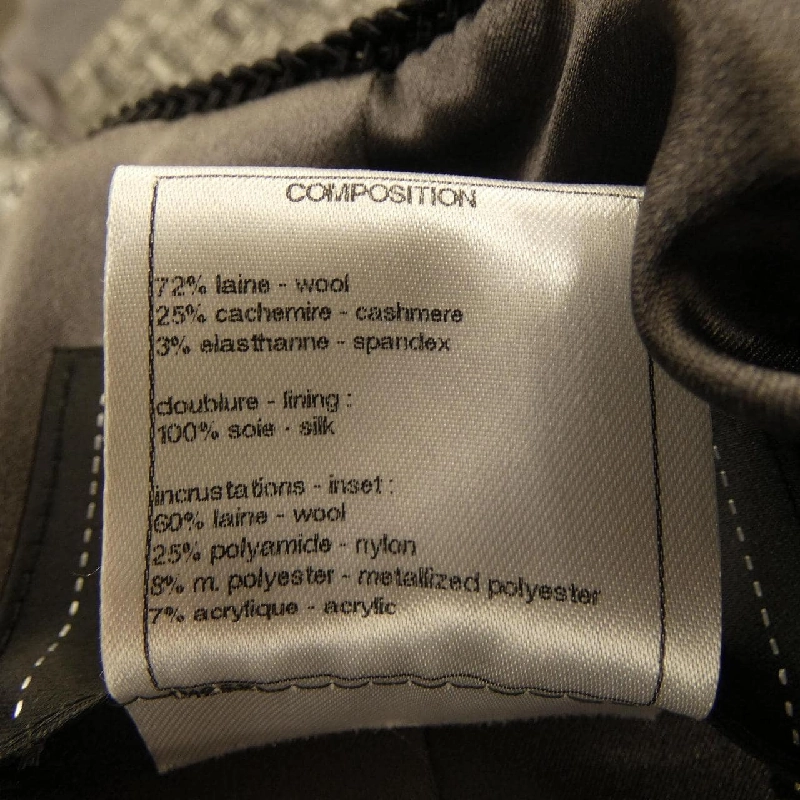 COMPOSITION
72% laine - wool
25% cachemire - cashmere
3% elasthanne - spandex
doublure - lining :
100% soie - silk
incrustations - inset :
60% laine - wool
25% polyamide - nylon
8% m. polyester - metallized polyester
7% acrylique - acrylic